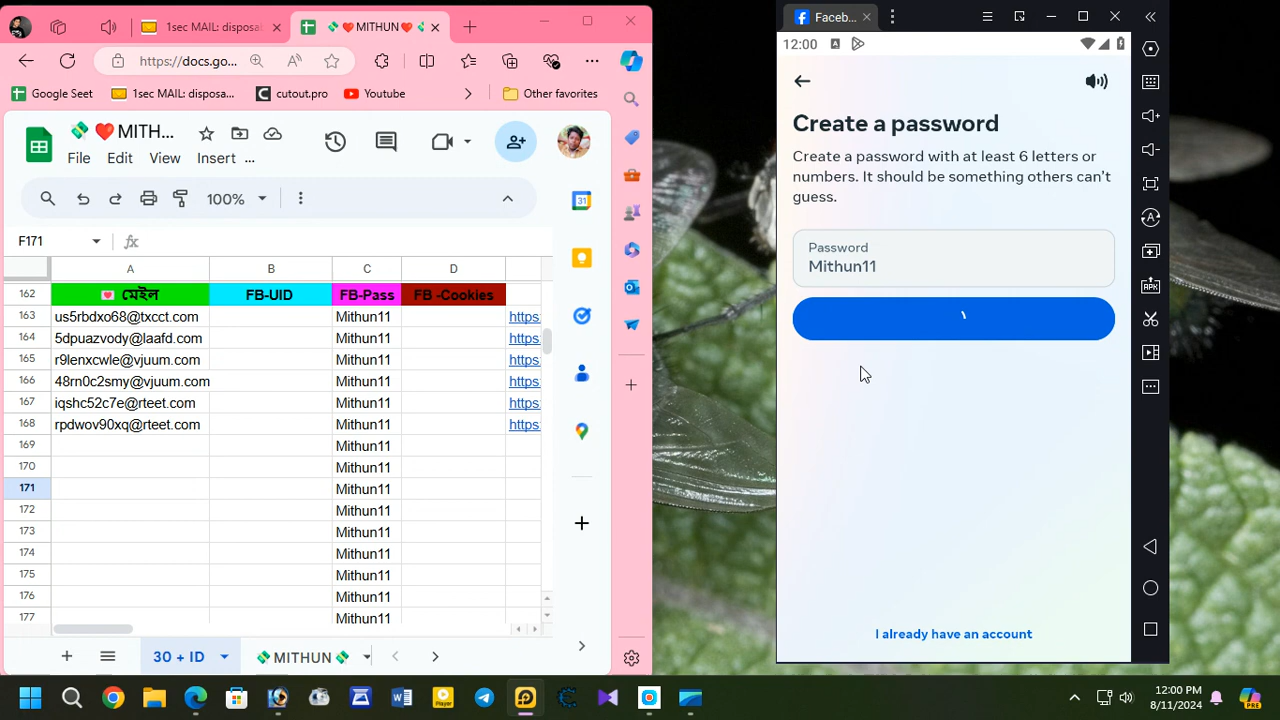 1sec MAIL: disposa
💸❤️MITHUN❤️💸
https://docs.go...
Google Seet
1sec MAIL: disposa...
cutout.pro
Youtube
Other favorites
💸❤️MITH...
File Edit View Insert ...
100%
F171
fx
A B C D
162 💌 মেইল FB-UID FB-Pass FB -Cookies
163 us5rbdxo68@txcct.com Mithun11 https:
164 5dpuazvody@laafd.com Mithun11 https:
165 r9lenxcwle@vjuum.com Mithun11 https:
166 48rn0c2smy@vjuum.com Mithun11 https:
167 iqshc52c7e@rteet.com Mithun11 https:
168 rpdwov90xq@rteet.com Mithun11 https:
169 Mithun11
170 Mithun11
171 Mithun11
172 Mithun11
173 Mithun11
174 Mithun11
175 Mithun11
176 Mithun11
177 Mithun11
30 + ID
💸MITHUN💸
31
Faceb...
12:00
A
Create a password
Create a password with at least 6 letters or
numbers. It should be something others can't
guess.
Password
Mithun11
I already have an account
APK
Player
12:00 PM
8/11/2024
PRE